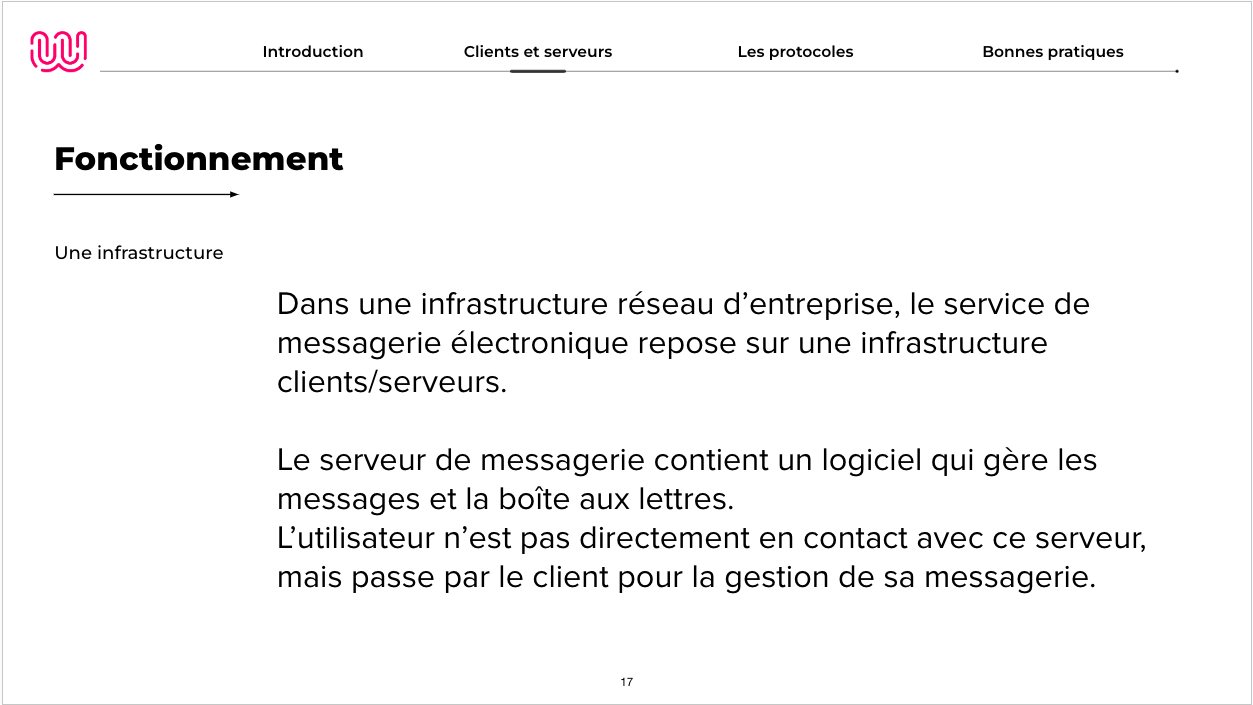 Introduction
Clients et serveurs
Les protocoles
Bonnes pratiques
Fonctionnement
Une infrastructure
Dans une infrastructure réseau d’entreprise, le service de
messagerie électronique repose sur une infrastructure
clients/serveurs.
Le serveur de messagerie contient un logiciel qui gère les
messages et la boîte aux lettres.
L’utilisateur n’est pas directement en contact avec ce serveur,
mais passe par le client pour la gestion de sa messagerie.
17